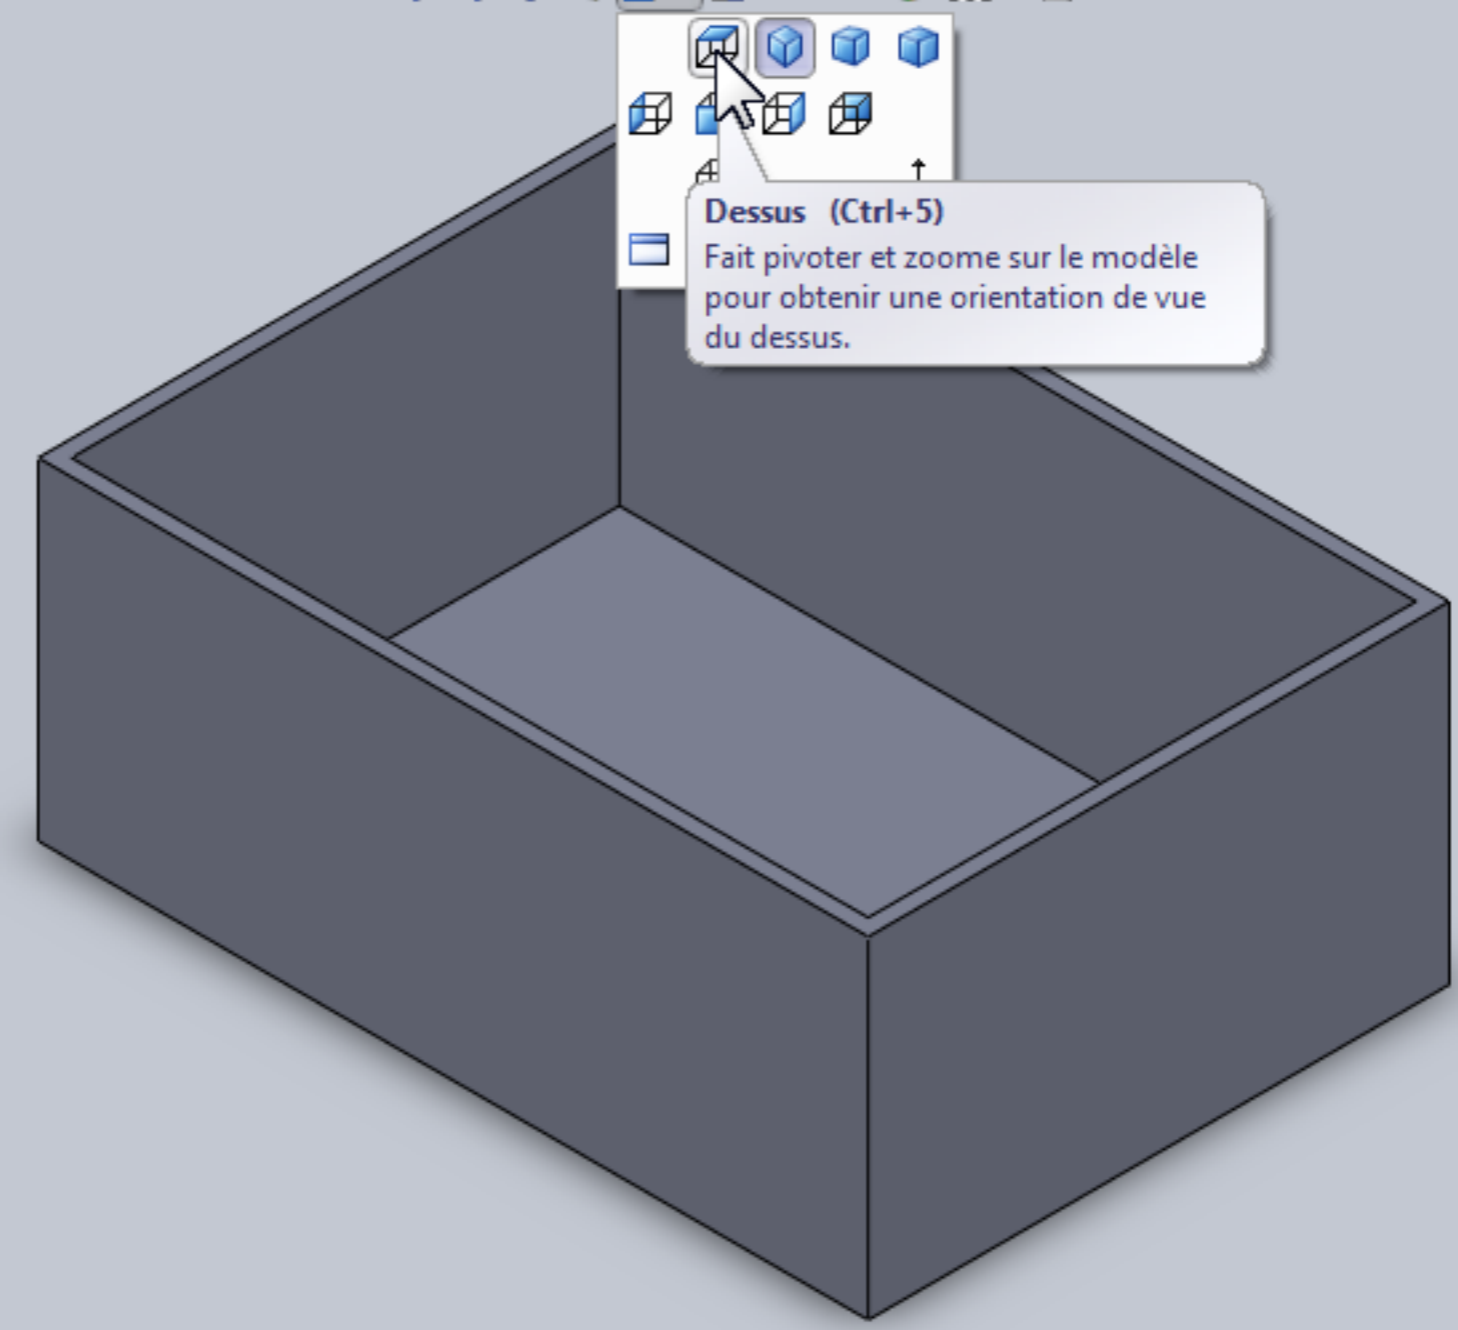 Dessus (Ctrl+5)
Fait pivoter et zoome sur le modèle
pour obtenir une orientation de vue
du dessus.